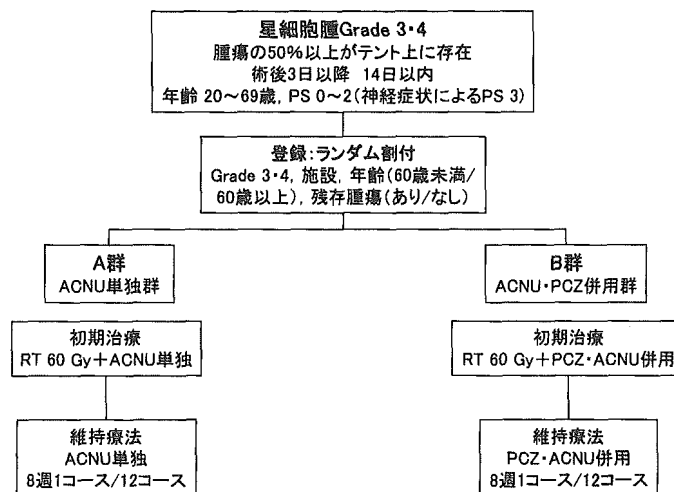 星細胞腫Grade 3・4
腫瘍の50%以上がテント上に存在
術後3日以降 14日以内
年齢 20～69歳, PS 0～2(神経症状によるPS 3)
登録:ランダム割付
Grade 3・4, 施設, 年齢(60歳未満/
60歳以上), 残存腫瘍(あり/なし)
A群
ACNU単独群
B群
ACNU・PCZ併用群
初期治療
RT 60 Gy+ACNU単独
初期治療
RT 60 Gy+PCZ・ACNU併用
維持療法
ACNU単独
8週1コース/12コース
維持療法
PCZ・ACNU併用
8週1コース/12コース